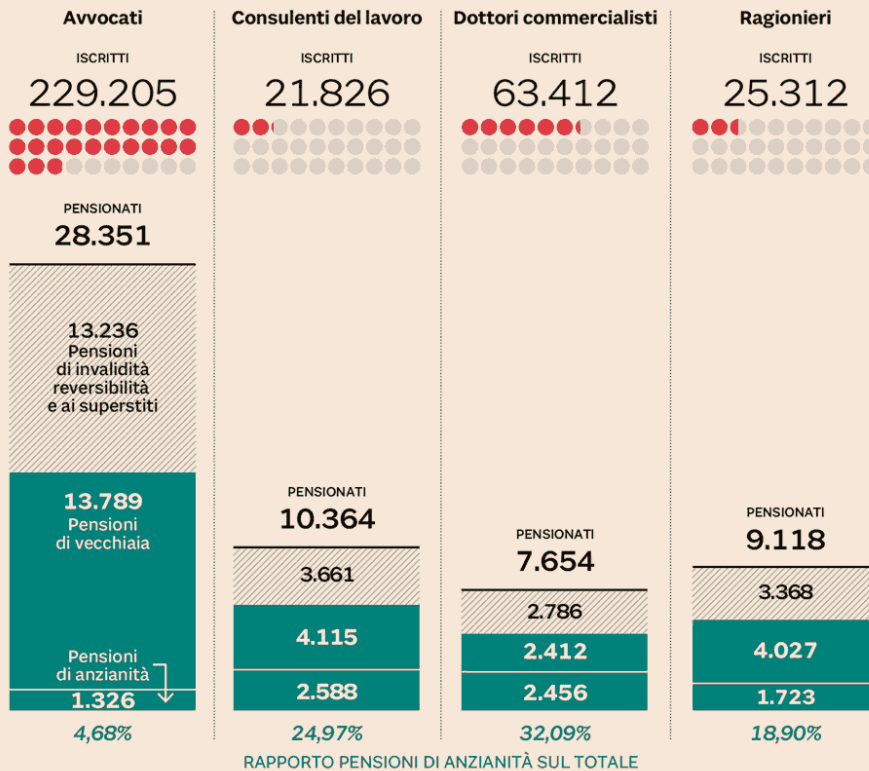 Avvocati
ISCRITTI
229.205
PENSIONATI
28.351
13.236
Pensioni
di invalidità
reversibilità
e ai superstiti
13.789
Pensioni
di vecchiaia
Pensioni
di anzianità
1.326
4,68%
Consulenti del lavoro
ISCRITTI
21.826
PENSIONATI
10.364
3.661
4.115
2.588
24,97%
Dottori commercialisti
ISCRITTI
63.412
PENSIONATI
7.654
2.786
2.412
2.456
32,09%
Ragionieri
ISCRITTI
25.312
PENSIONATI
9.118
3.368
4.027
1.723
18,90%
RAPPORTO PENSIONI DI ANZIANITÀ SUL TOTALE